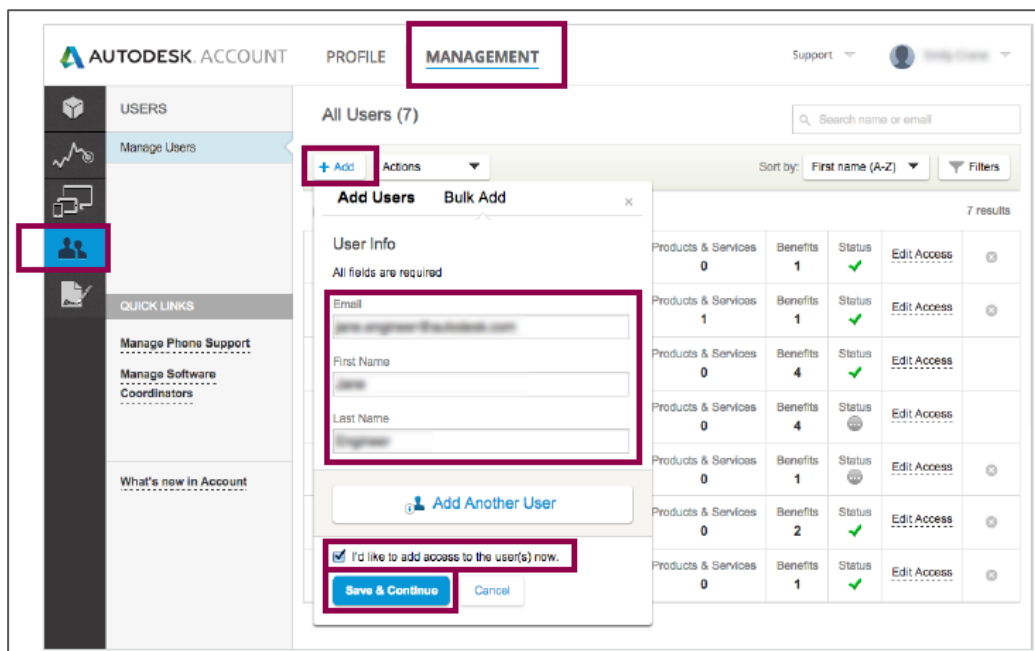 AUTODESK. ACCOUNT PROFILE MANAGEMENT Support
USERS
Manage Users
QUICK LINKS
Manage Phone Support
Manage Software
Coordinators
What's new in Account
All Users (7)
Search name or email
+ Add Actions Sort by: First name (A-Z) Filters
7 results
Add Users Bulk Add ×
User Info
All fields are required
Email
First Name
Last Name
Add Another User
I'd like to add access to the user(s) now.
Save & Continue Cancel
Products & Services Benefits Status Edit Access
0 1
Products & Services Benefits Status Edit Access
1 1
Products & Services Benefits Status Edit Access
0 4
Products & Services Benefits Status Edit Access
0 4
Products & Services Benefits Status Edit Access
0 1
Products & Services Benefits Status Edit Access
0 2
Products & Services Benefits Status Edit Access
0 1